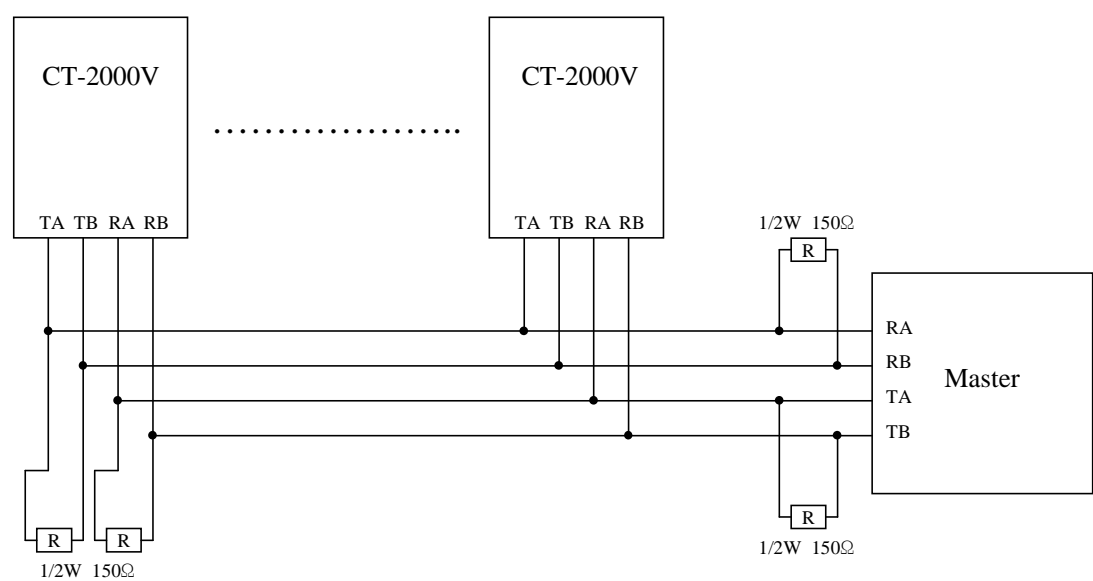 CT-2000V
CT-2000V
TA TB RA RB
TA TB RA RB
1/2W 150Ω
R
RA
RB
Master
TA
TB
R
1/2W 150Ω
R
R
1/2W 150Ω